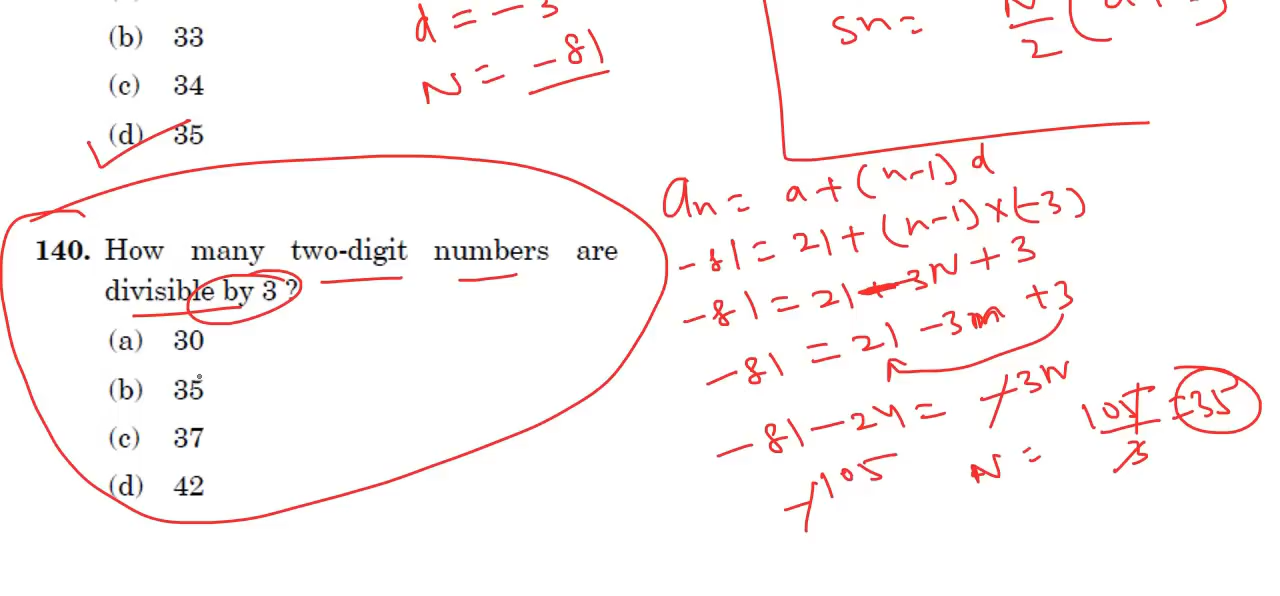 d = -3
(b) 33
N = -81
Sn = N/2 (a +
(c) 34
(d) 35
an = a + (n-1) d
-81 = 21 + (n-1) x (-3)
140. How many two-digit numbers are
divisible by 3 ?
-81 = 21 - 3N + 3
(a) 30
-81 = 21 - 3n + 3
(b) 35
-81 - 24 = -3N
(c) 37
-105 N = 105/3 = 35
(d) 42